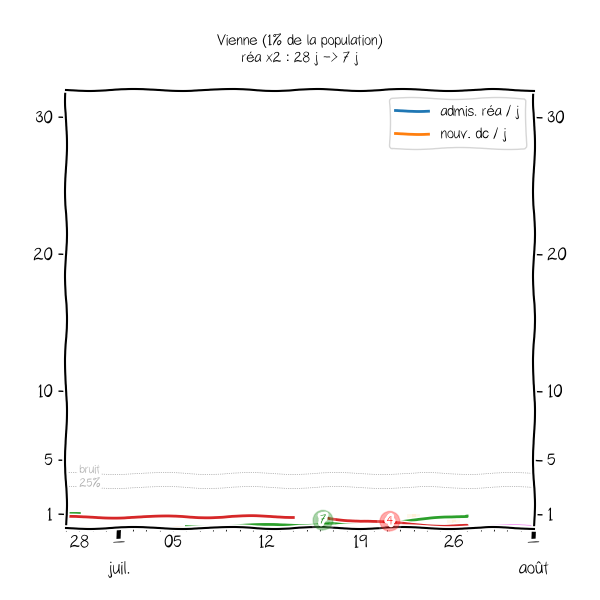 Vienne (1% de la population)
réa x2 : 28 j -> 7 j
admis. réa / j
nouv. dc / j
30 30
20 20
10 10
5 5
bruit
25%
1 1
7 4
28 05 12 19 26
juil. août